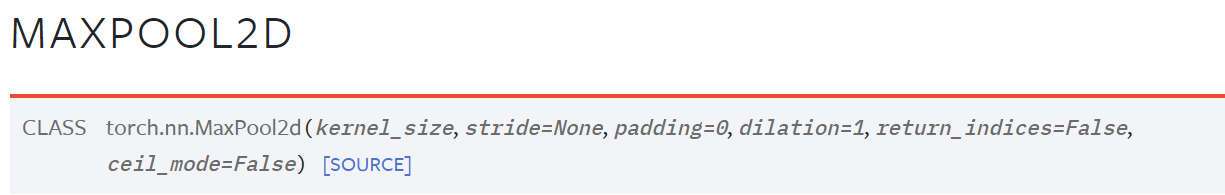 MAXPOOL2D
CLASS torch.nn.MaxPool2d(kernel_size, stride=None, padding=0, dilation=1, return_indices=False,
ceil_mode=False) [SOURCE]